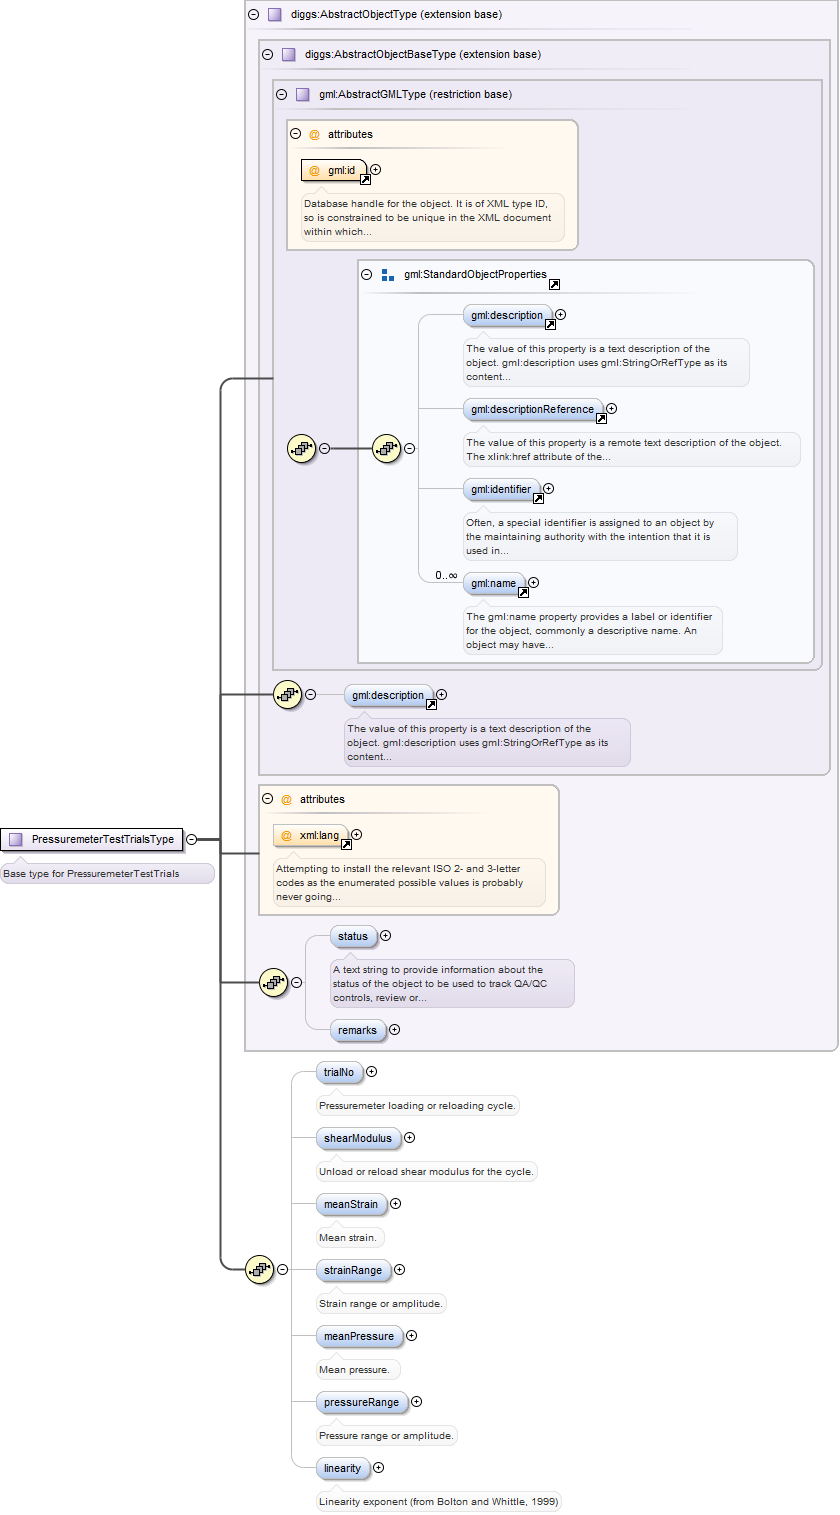 diggs:AbstractObjectType (extension base)
diggs:AbstractObjectBaseType (extension base)
gml:AbstractGMLType (restriction base)
@ attributes
@ gml:id
Database handle for the object. It is of XML type ID,
so is constrained to be unique in the XML document
within which...
gml:StandardObjectProperties
gml:description
The value of this property is a text description of the
object. gml:description uses gml:StringOrRefType as its
content...
gml:descriptionReference
The value of this property is a remote text description of the object.
The xlink:href attribute of the...
gml:identifier
Often, a special identifier is assigned to an object by
the maintaining authority with the intention that it is
used in...
0..∞
gml:name
The gml:name property provides a label or identifier
for the object, commonly a descriptive name. An
object may have...
gml:description
The value of this property is a text description of the
object. gml:description uses gml:StringOrRefType as its
content...
@ attributes
@ xml:lang
Attempting to install the relevant ISO 2- and 3-letter
codes as the enumerated possible values is probably
never going...
PressuremeterTestTrialsType
Base type for PressuremeterTestTrials
status
A text string to provide information about the
status of the object to be used to track QA/QC
controls, review or...
remarks
trialNo
Pressuremeter loading or reloading cycle.
shearModulus
Unload or reload shear modulus for the cycle.
meanStrain
Mean strain.
strainRange
Strain range or amplitude.
meanPressure
Mean pressure.
pressureRange
Pressure range or amplitude.
linearity
Linearity exponent (from Bolton and Whittle, 1999)